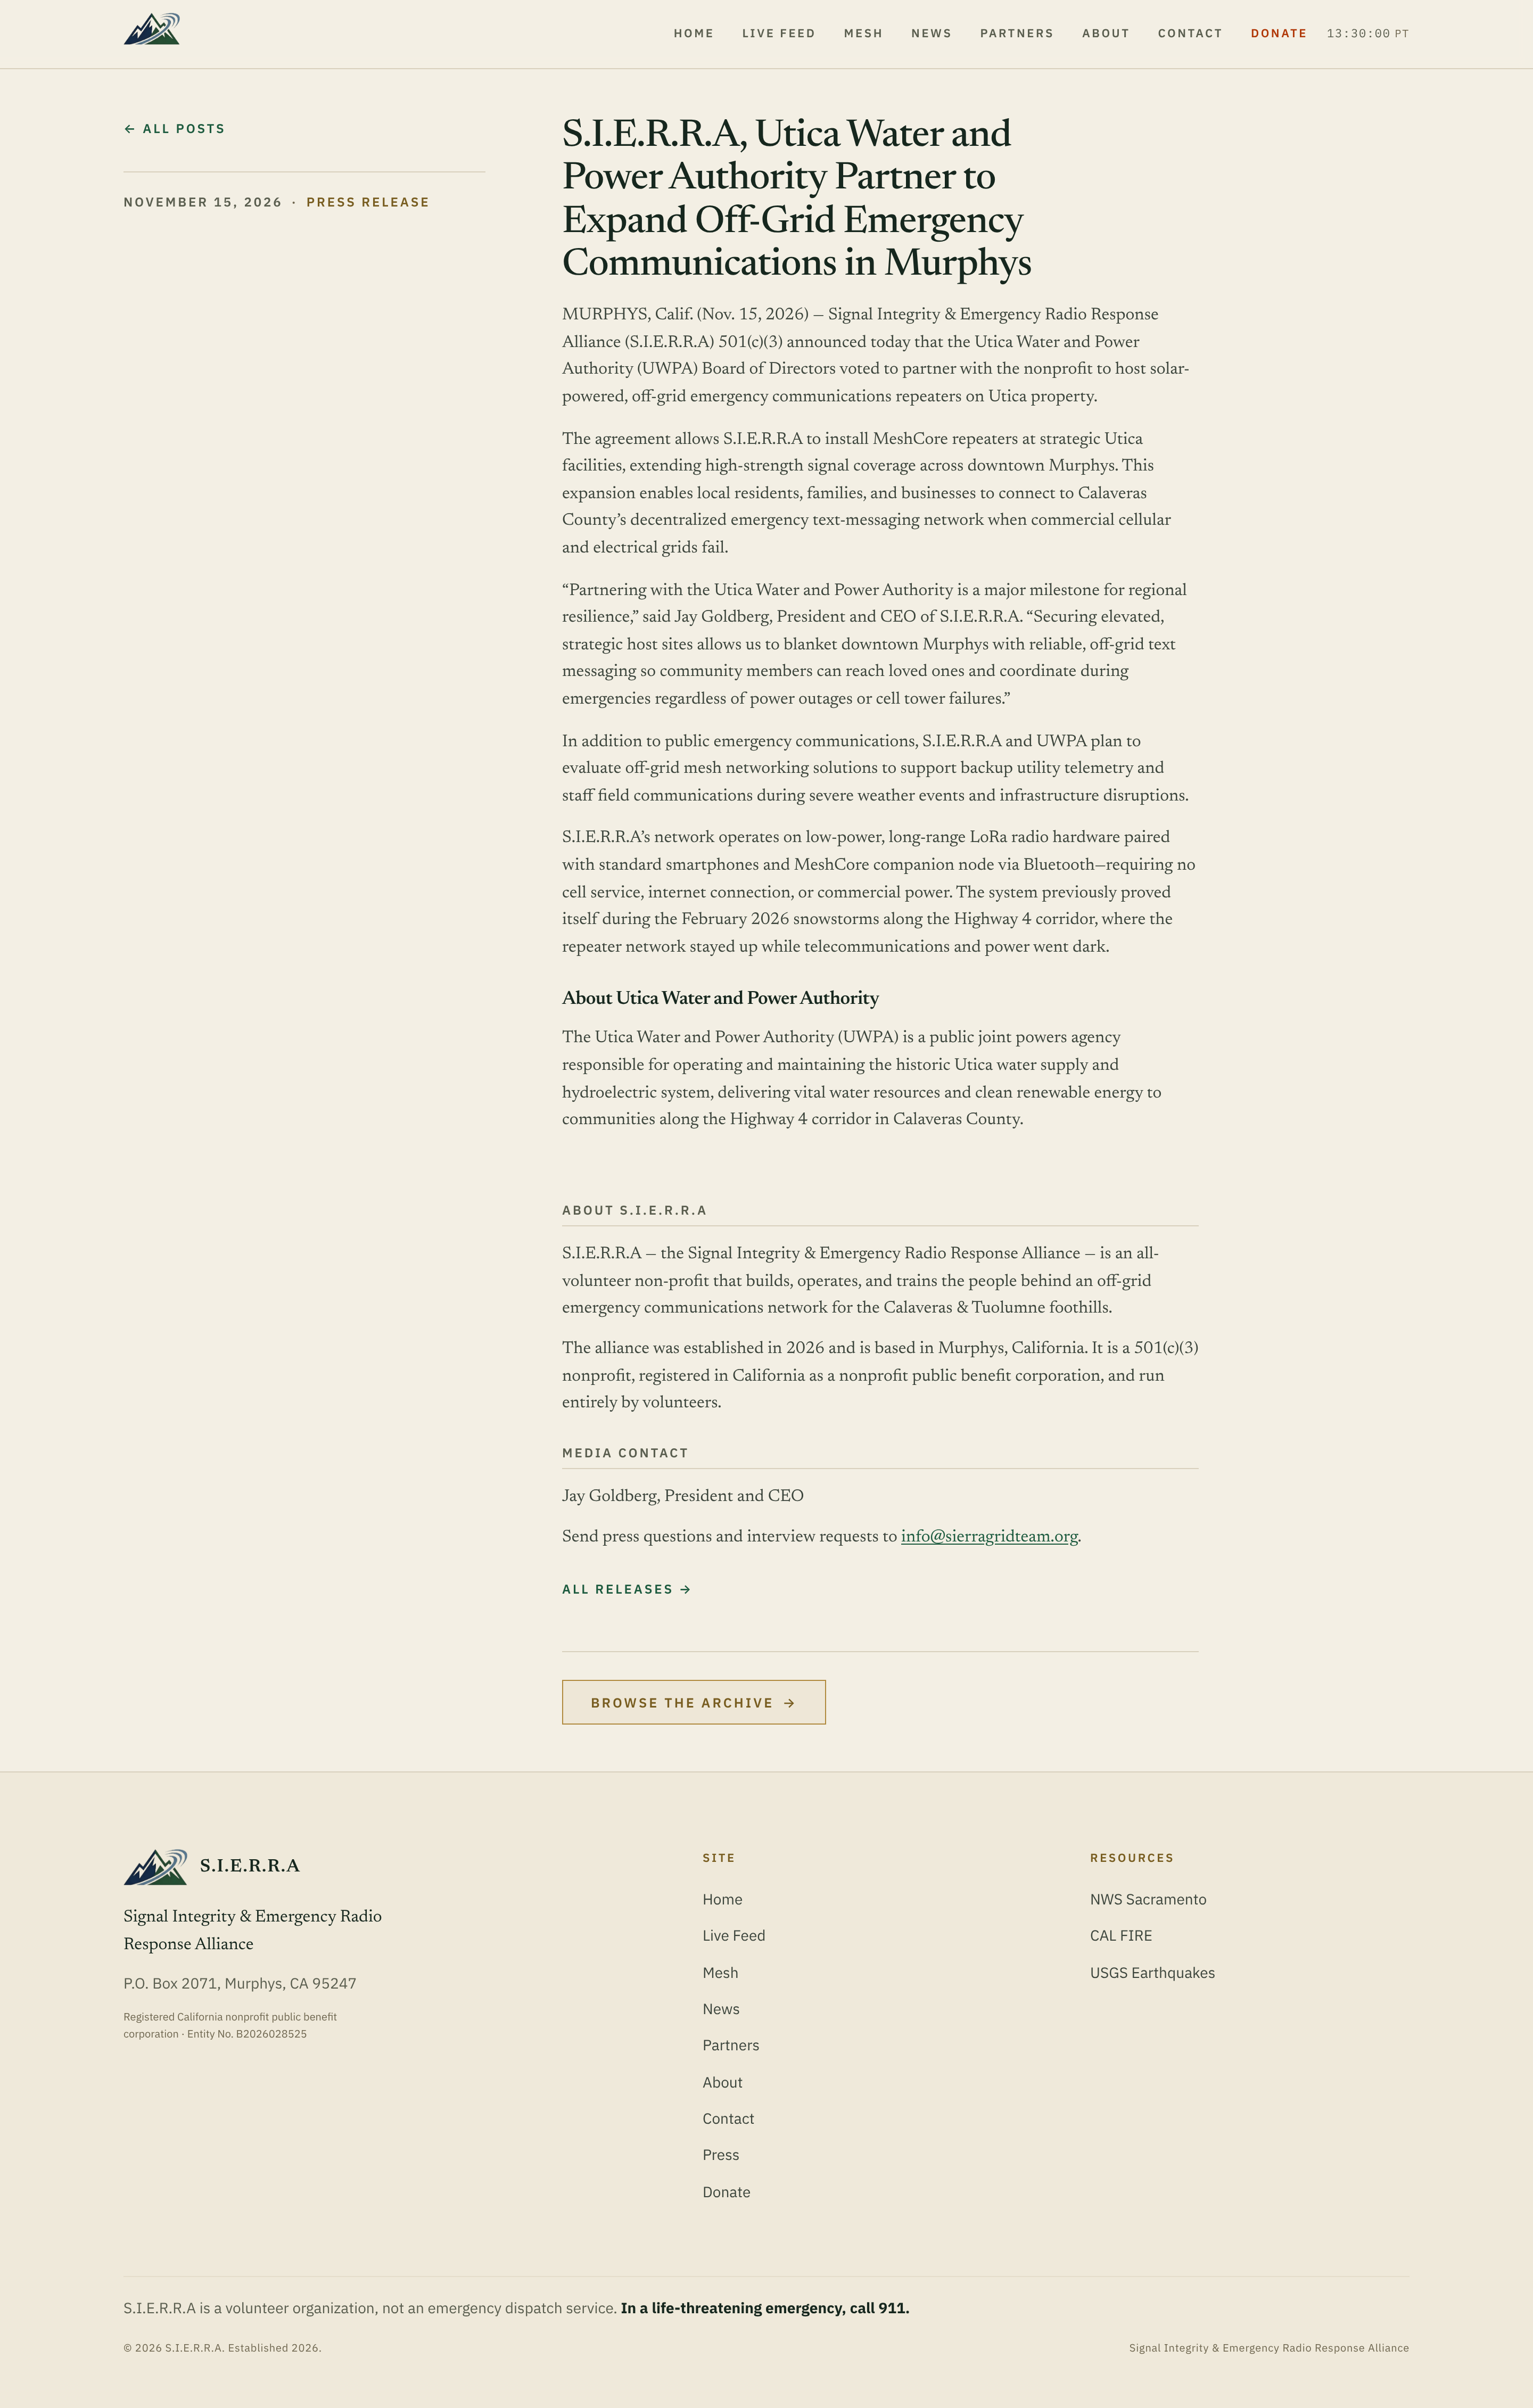 HOME LIVE FEED MESH NEWS PARTNERS ABOUT CONTACT DONATE 13:30:00 PT
← ALL POSTS
NOVEMBER 15, 2026 · PRESS RELEASE
S.I.E.R.R.A, Utica Water and
Power Authority Partner to
Expand Off-Grid Emergency
Communications in Murphys
MURPHYS, Calif. (Nov. 15, 2026) — Signal Integrity & Emergency Radio Response
Alliance (S.I.E.R.R.A) 501(c)(3) announced today that the Utica Water and Power
Authority (UWPA) Board of Directors voted to partner with the nonprofit to host solar-
powered, off-grid emergency communications repeaters on Utica property.
The agreement allows S.I.E.R.R.A to install MeshCore repeaters at strategic Utica
facilities, extending high-strength signal coverage across downtown Murphys. This
expansion enables local residents, families, and businesses to connect to Calaveras
County’s decentralized emergency text-messaging network when commercial cellular
and electrical grids fail.
“Partnering with the Utica Water and Power Authority is a major milestone for regional
resilience,” said Jay Goldberg, President and CEO of S.I.E.R.R.A. “Securing elevated,
strategic host sites allows us to blanket downtown Murphys with reliable, off-grid text
messaging so community members can reach loved ones and coordinate during
emergencies regardless of power outages or cell tower failures.”
In addition to public emergency communications, S.I.E.R.R.A and UWPA plan to
evaluate off-grid mesh networking solutions to support backup utility telemetry and
staff field communications during severe weather events and infrastructure disruptions.
S.I.E.R.R.A’s network operates on low-power, long-range LoRa radio hardware paired
with standard smartphones and MeshCore companion node via Bluetooth—requiring no
cell service, internet connection, or commercial power. The system previously proved
itself during the February 2026 snowstorms along the Highway 4 corridor, where the
repeater network stayed up while telecommunications and power went dark.
About Utica Water and Power Authority
The Utica Water and Power Authority (UWPA) is a public joint powers agency
responsible for operating and maintaining the historic Utica water supply and
hydroelectric system, delivering vital water resources and clean renewable energy to
communities along the Highway 4 corridor in Calaveras County.
ABOUT S.I.E.R.R.A
S.I.E.R.R.A — the Signal Integrity & Emergency Radio Response Alliance — is an all-
volunteer non-profit that builds, operates, and trains the people behind an off-grid
emergency communications network for the Calaveras & Tuolumne foothills.
The alliance was established in 2026 and is based in Murphys, California. It is a 501(c)(3)
nonprofit, registered in California as a nonprofit public benefit corporation, and run
entirely by volunteers.
MEDIA CONTACT
Jay Goldberg, President and CEO
Send press questions and interview requests to info@sierragridteam.org.
ALL RELEASES →
BROWSE THE ARCHIVE →
S.I.E.R.R.A
Signal Integrity & Emergency Radio
Response Alliance
P.O. Box 2071, Murphys, CA 95247
Registered California nonprofit public benefit
corporation · Entity No. B2026028525
SITE
Home
Live Feed
Mesh
News
Partners
About
Contact
Press
Donate
RESOURCES
NWS Sacramento
CAL FIRE
USGS Earthquakes
S.I.E.R.R.A is a volunteer organization, not an emergency dispatch service. In a life-threatening emergency, call 911.
© 2026 S.I.E.R.R.A. Established 2026.
Signal Integrity & Emergency Radio Response Alliance